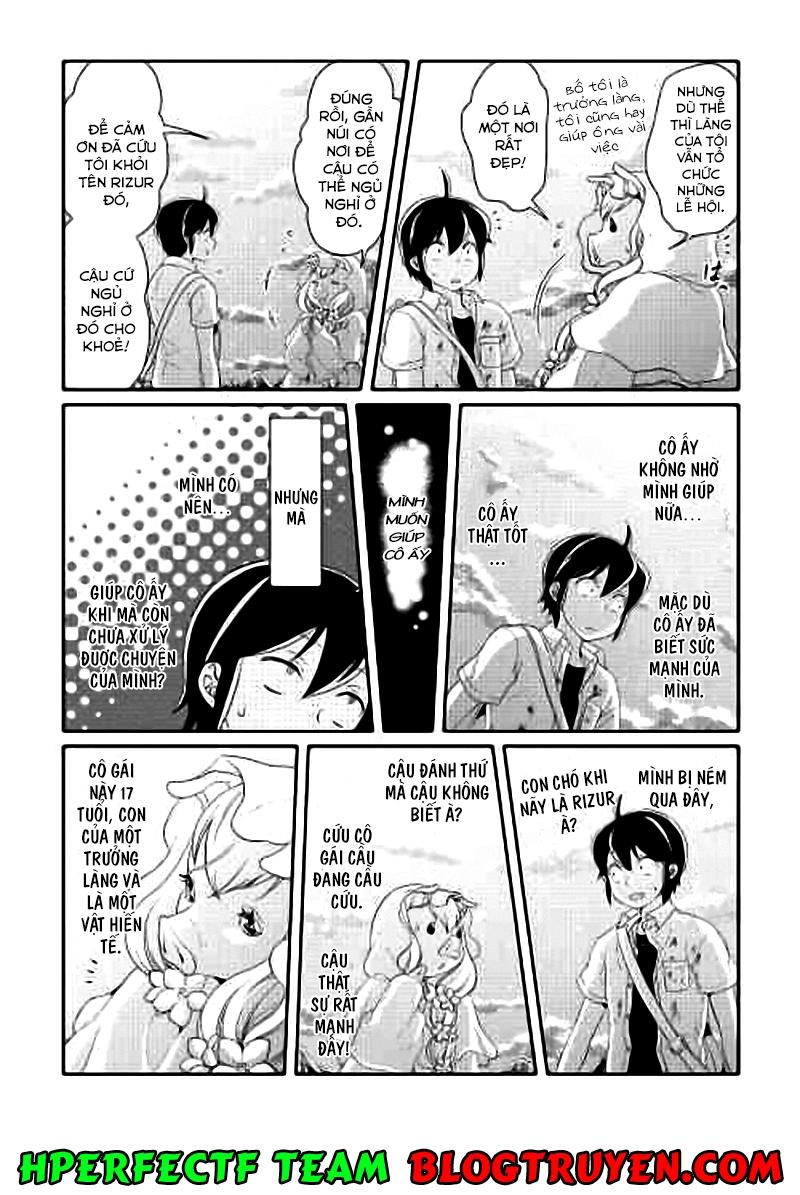 NHƯNG
DÙ THẾ
THÌ LÀNG
CỦA TÔI
VẪN TỔ
CHỨC
NHỮNG
LỄ HỘI.
Bố tôi là
trưởng làng,
tôi cũng hay
giúp ông vài
việc
ĐÓ LÀ
MỘT NƠI
RẤT
ĐẸP!
は
ĐÚNG
RỒI, GẦN
NÚI CÓ
NƠI ĐỂ
CẬU CÓ
THỂ NGỦ
NGHỈ Ở
ĐÓ.
ĐỂ CẢM
ƠN ĐÃ CỨU
TÔI KHỎI
TÊN RIZUR
ĐÓ,
CẬU CỨ
NGỦ
NGHỈ Ở
ĐÓ CHO
KHOẺ!
CÔ ẤY
KHÔNG NHỜ
MÌNH GIÚP
NỮA...
CÔ ẤY
THẬT TỐT
...
MẶC DÙ
CÔ ẤY ĐÃ
BIẾT SỨC
MẠNH CỦA
MÌNH.
MÌNH
MUỐN
GIÚP
CÔ ẤY
NHƯNG
MÀ
MÌNH CÓ
NÊN...
GIÚP CÔ ẤY
KHI MÀ CÒN
CHƯA XỬ LÝ
ĐƯỢC CHUYỆN
CỦA MÌNH?
MÌNH BỊ NÉM
QUA ĐÂY,
CON CHÓ KHI
NÃY LÀ RIZUR
À?
CẬU ĐÁNH THỨ
MÀ CẬU KHÔNG
BIẾT À?
CỨU CÔ
GÁI CẦU
ĐANG CẦU
CỨU.
CẬU
THẬT
SỰ RẤT
MẠNH
ĐẤY!
CÔ GÁI
NÀY 17
TUỔI, CON
CỦA MỘT
TRƯỞNG
LÀNG VÀ
LÀ MỘT
VẬT HIẾN
TẾ.
HPERFECTF TEAM BLOGTRUYEN.COM